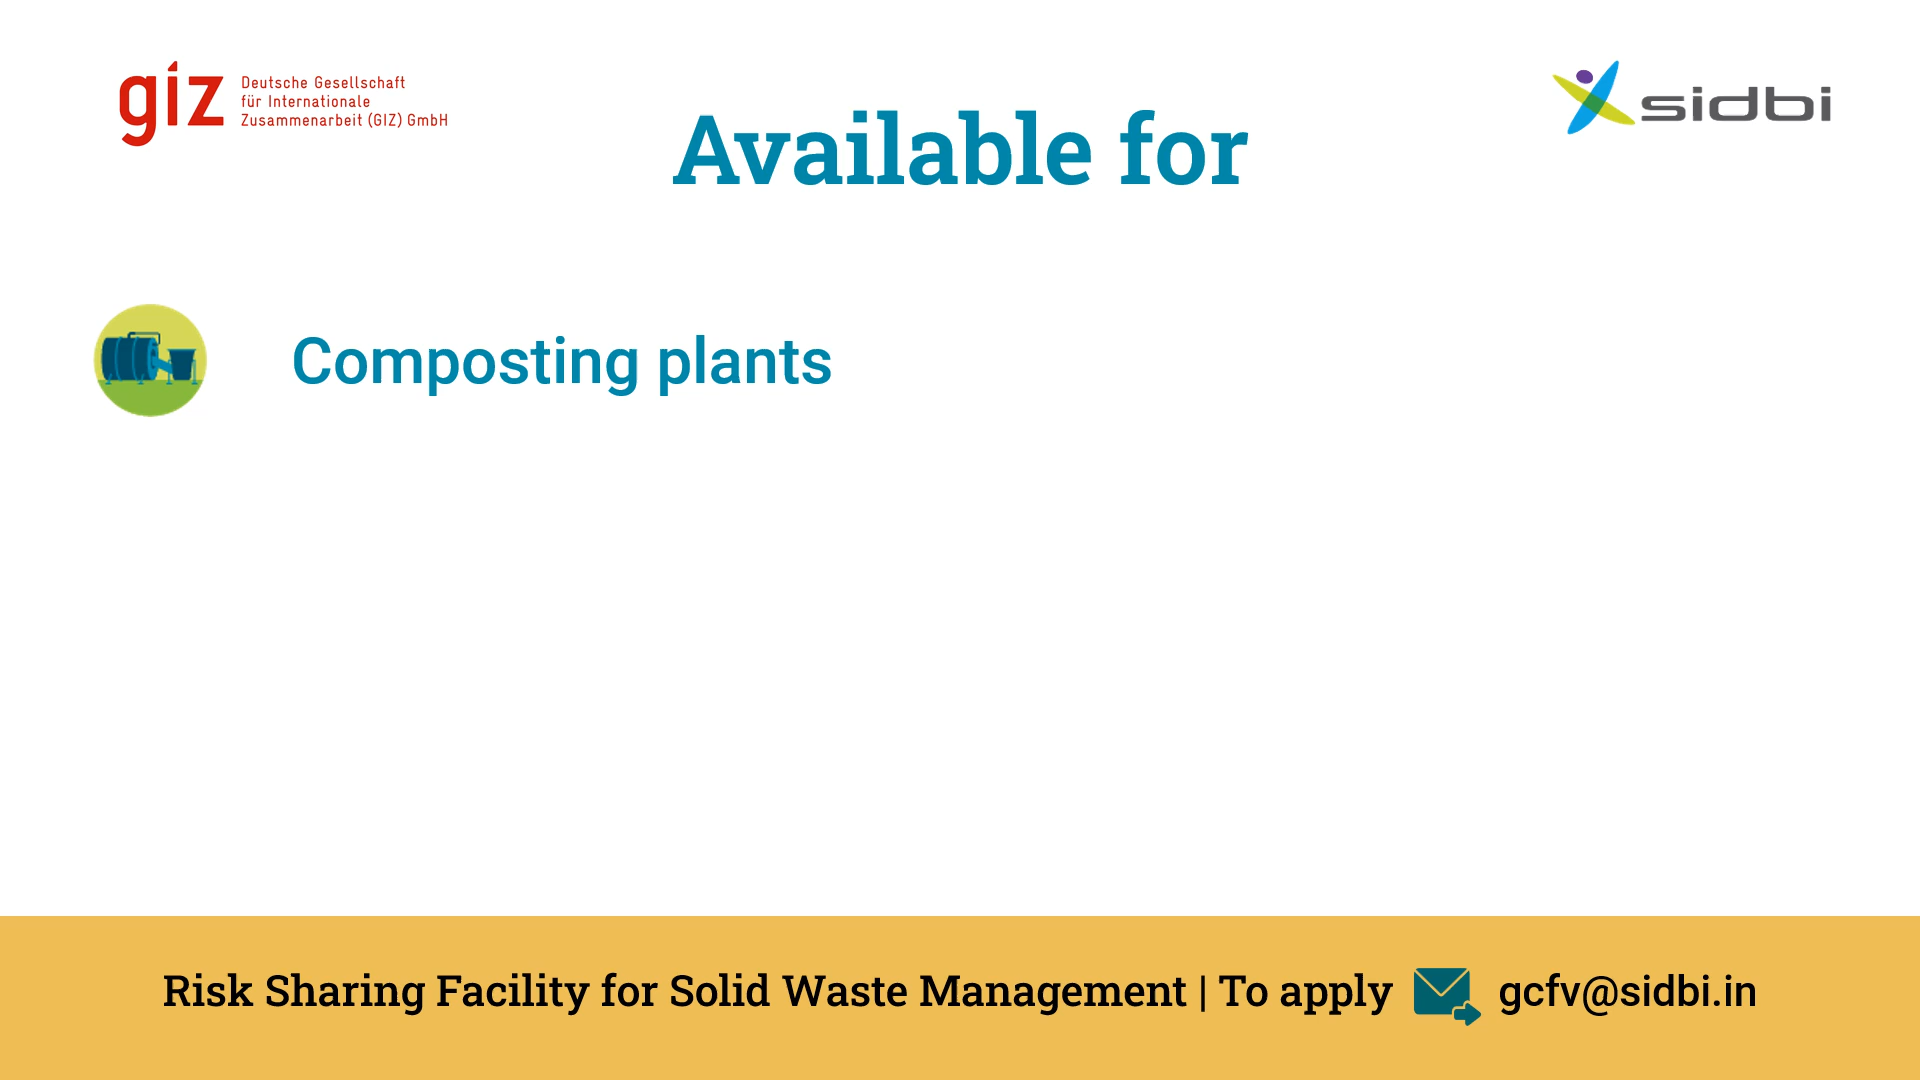 giz
Deutsche Gesellschaft
für Internationale
Zusammenarbeit (GIZ) GmbH
sidbi
Available for
Composting plants
Risk Sharing Facility for Solid Waste Management | To apply gcfv@sidbi.in